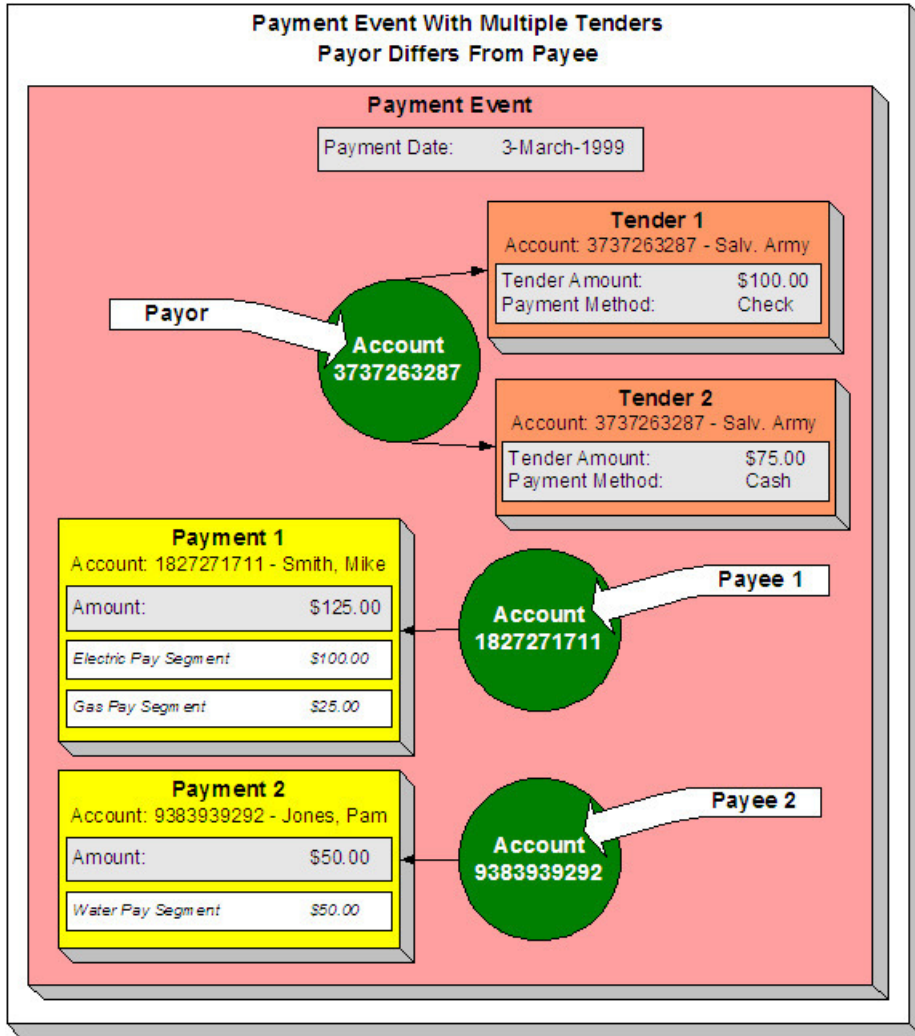 Payment Event With Multiple Tenders
Payor Differs From Payee
Payment Event
Payment Date: 3-March-1999
Tender 1
Account: 3737263287 - Salv. Army
Tender Amount: $100.00
Payment Method: Check
Payor
Account
3737263287
Tender 2
Account: 3737263287 - Salv. Army
Tender Amount: $75.00
Payment Method: Cash
Payment 1
Account: 1827271711 - Smith, Mike
Amount: $125.00
Electric Pay Segment $100.00
Gas Pay Segment $25.00
Payee 1
Account
1827271711
Payment 2
Account: 9383939292 - Jones, Pam
Amount: $50.00
Water Pay Segment $50.00
Payee 2
Account
9383939292